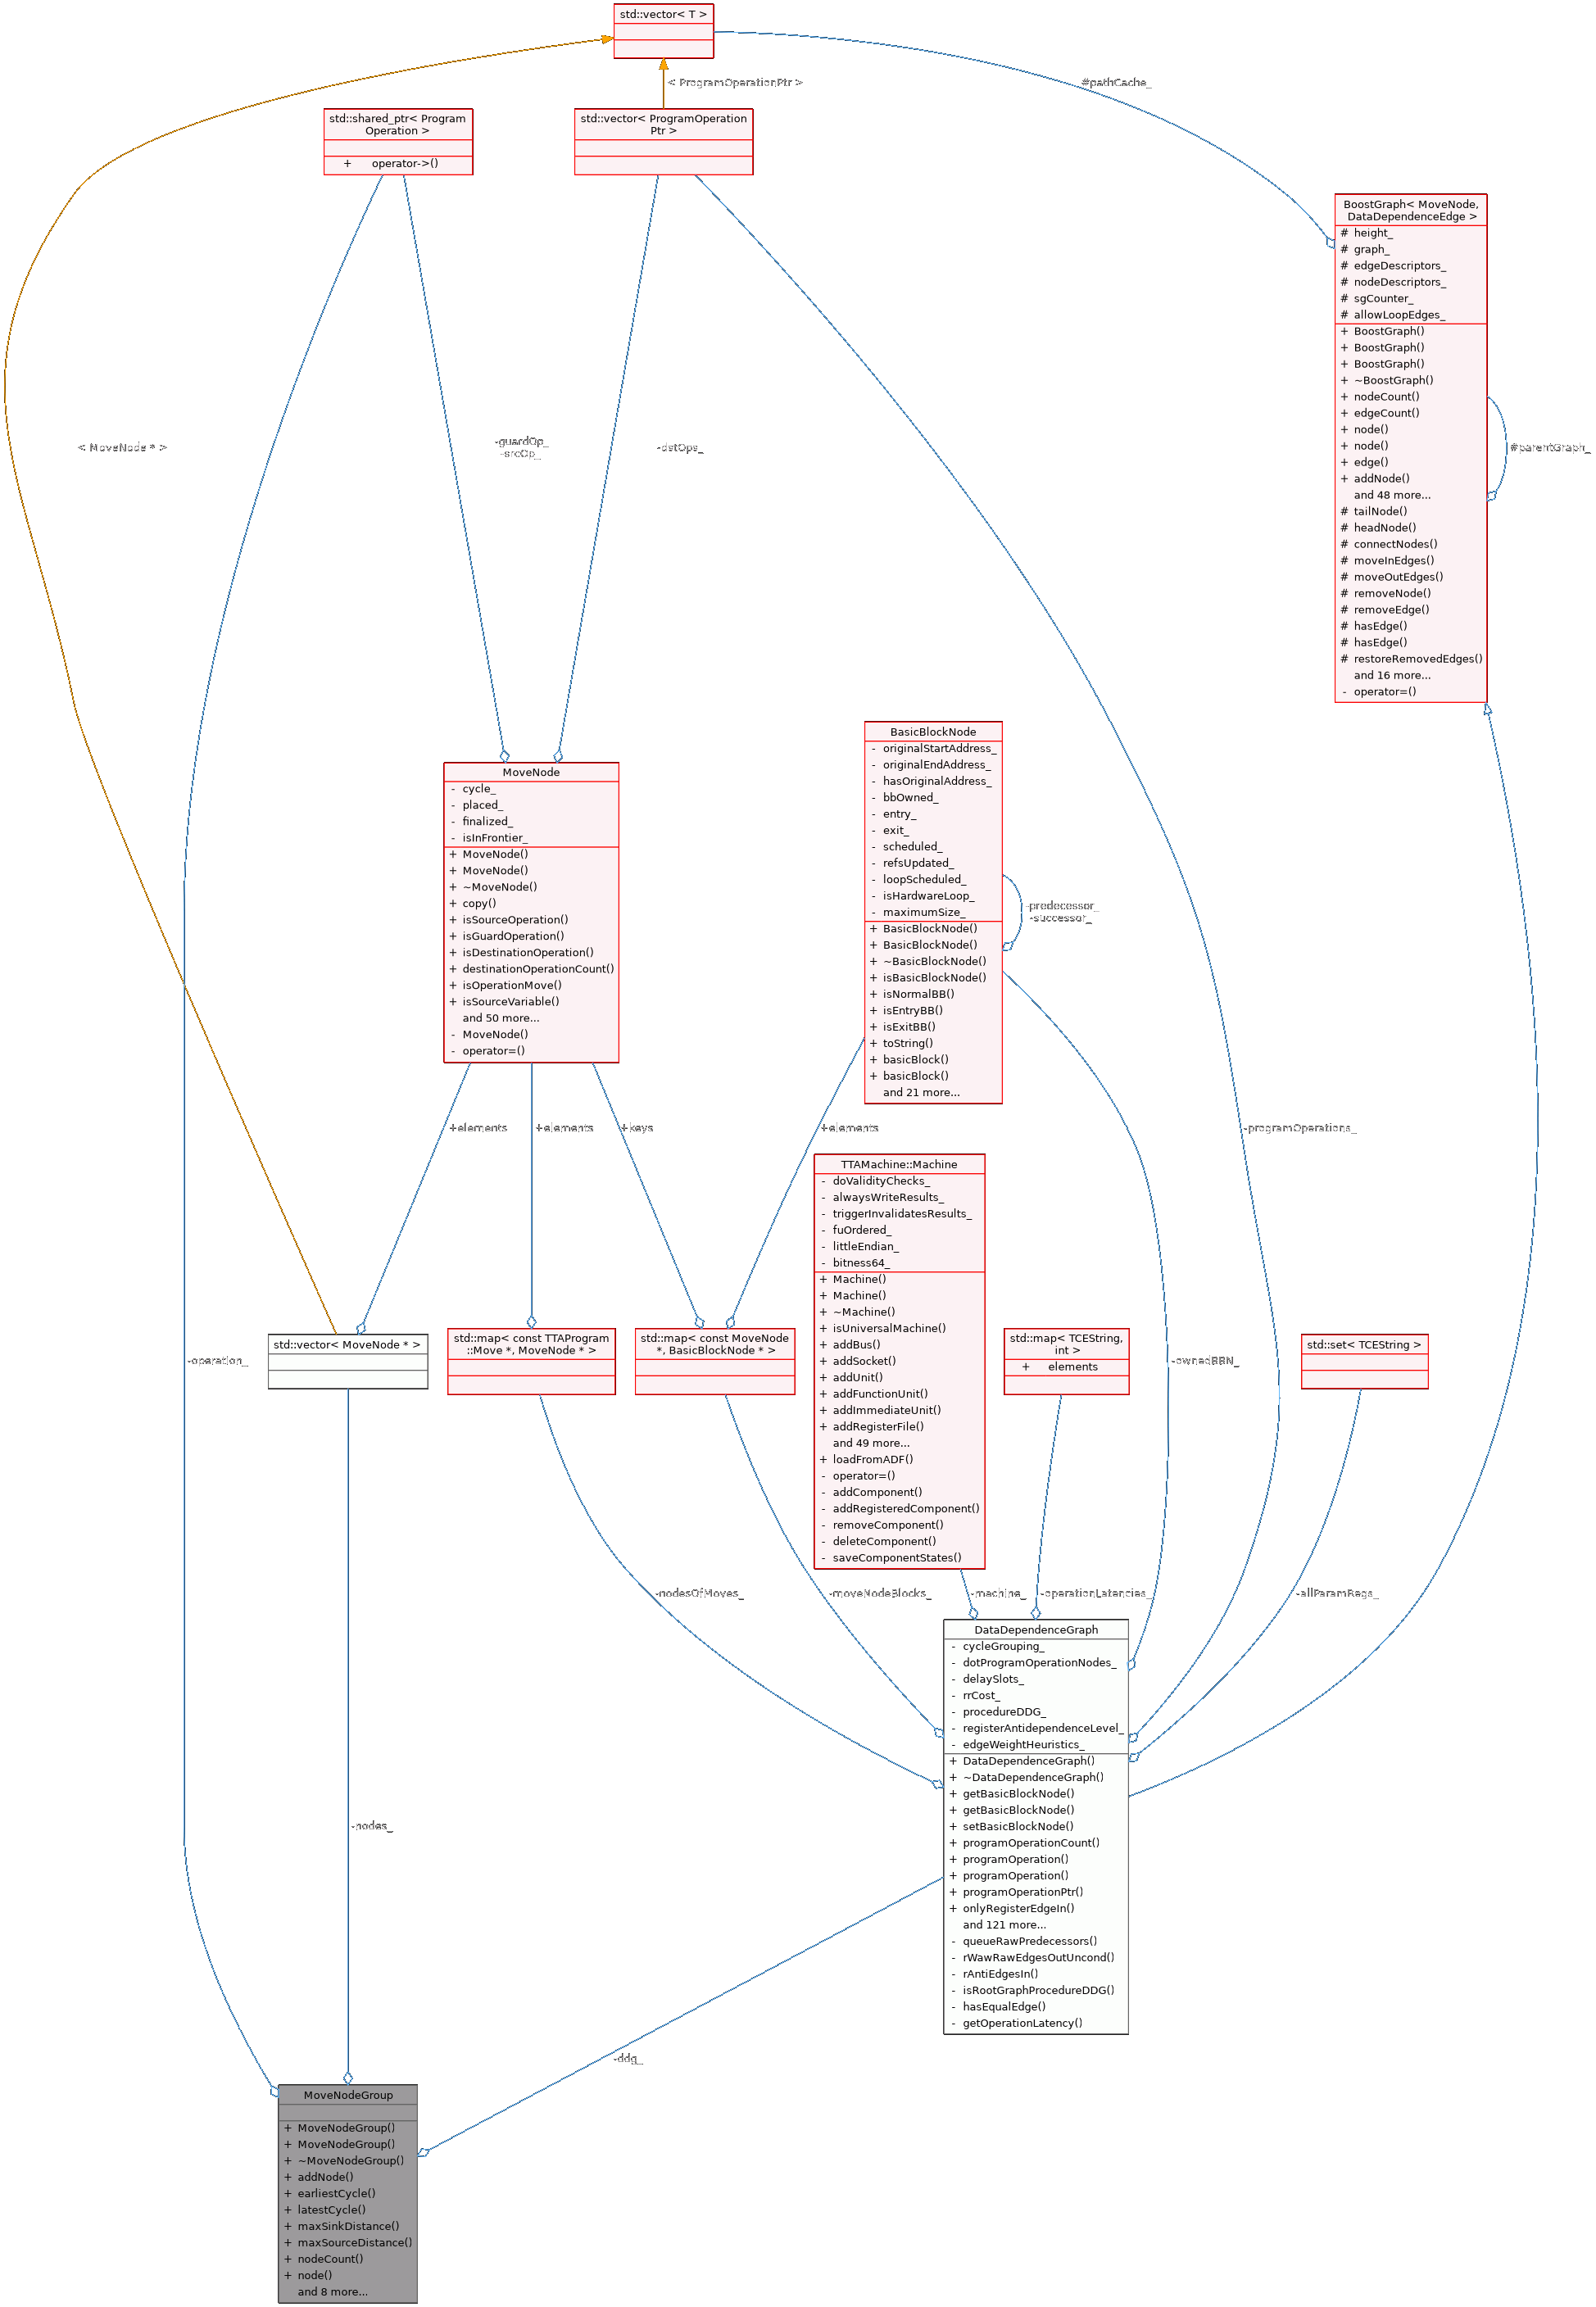 std::vector< T >
#pathCache_
< ProgramOperationPtr >
std::shared_ptr< Program
Operation >
+ operator->()
std::vector< ProgramOperation
Ptr >
BoostGraph< MoveNode,
DataDependenceEdge >
# height_
# graph_
# edgeDescriptors_
# nodeDescriptors_
# sgCounter_
# allowLoopEdges_
+ BoostGraph()
+ BoostGraph()
+ BoostGraph()
+ ~BoostGraph()
+ nodeCount()
+ edgeCount()
+ node()
+ node()
+ edge()
+ addNode()
and 48 more...
# tailNode()
# headNode()
# connectNodes()
# moveInEdges()
# moveOutEdges()
# removeNode()
# removeEdge()
# hasEdge()
# hasEdge()
# restoreRemovedEdges()
and 16 more...
- operator=()
#parentGraph_
< MoveNode * >
-guardOp_
-srcOp_
-dstOps_
MoveNode
- cycle_
- placed_
- finalized_
- isInFrontier_
+ MoveNode()
+ MoveNode()
+ ~MoveNode()
+ copy()
+ isSourceOperation()
+ isGuardOperation()
+ isDestinationOperation()
+ destinationOperationCount()
+ isOperationMove()
+ isSourceVariable()
and 50 more...
- MoveNode()
- operator=()
BasicBlockNode
- originalStartAddress_
- originalEndAddress_
- hasOriginalAddress_
- bbOwned_
- entry_
- exit_
- scheduled_
- refsUpdated_
- loopScheduled_
- isHardwareLoop_
- maximumSize_
+ BasicBlockNode()
+ BasicBlockNode()
+ ~BasicBlockNode()
+ isBasicBlockNode()
+ isNormalBB()
+ isEntryBB()
+ isExitBB()
+ toString()
+ basicBlock()
+ basicBlock()
and 21 more...
-predecessor_
-successor_
+elements
+elements
+keys
+elements
-programOperations_
TTAMachine::Machine
- doValidityChecks_
- alwaysWriteResults_
- triggerInvalidatesResults_
- fuOrdered_
- littleEndian_
- bitness64_
+ Machine()
+ Machine()
+ ~Machine()
+ isUniversalMachine()
+ addBus()
+ addSocket()
+ addUnit()
+ addFunctionUnit()
+ addImmediateUnit()
+ addRegisterFile()
and 49 more...
+ loadFromADF()
- operator=()
- addComponent()
- addRegisteredComponent()
- removeComponent()
- deleteComponent()
- saveComponentStates()
-operation_
std::vector< MoveNode * >
std::map< const TTAProgram
::Move *, MoveNode * >
std::map< const MoveNode
*, BasicBlockNode * >
std::map< TCEString,
int >
+ elements
-ownedBBN_
std::set< TCEString >
-nodesOfMoves_
-moveNodeBlocks_
-machine_
-operationLatencies_
-allParamRegs_
DataDependenceGraph
- cycleGrouping_
- dotProgramOperationNodes_
- delaySlots_
- rrCost_
- procedureDDG_
- registerAntidependenceLevel_
- edgeWeightHeuristics_
+ DataDependenceGraph()
+ ~DataDependenceGraph()
+ getBasicBlockNode()
+ getBasicBlockNode()
+ setBasicBlockNode()
+ programOperationCount()
+ programOperation()
+ programOperation()
+ programOperationPtr()
+ onlyRegisterEdgeIn()
and 121 more...
- queueRawPredecessors()
- rWawRawEdgesOutUncond()
- rAntiEdgesIn()
- isRootGraphProcedureDDG()
- hasEqualEdge()
- getOperationLatency()
-nodes_
-ddg_
MoveNodeGroup
+ MoveNodeGroup()
+ MoveNodeGroup()
+ ~MoveNodeGroup()
+ addNode()
+ earliestCycle()
+ latestCycle()
+ maxSinkDistance()
+ maxSourceDistance()
+ nodeCount()
+ node()
and 8 more...